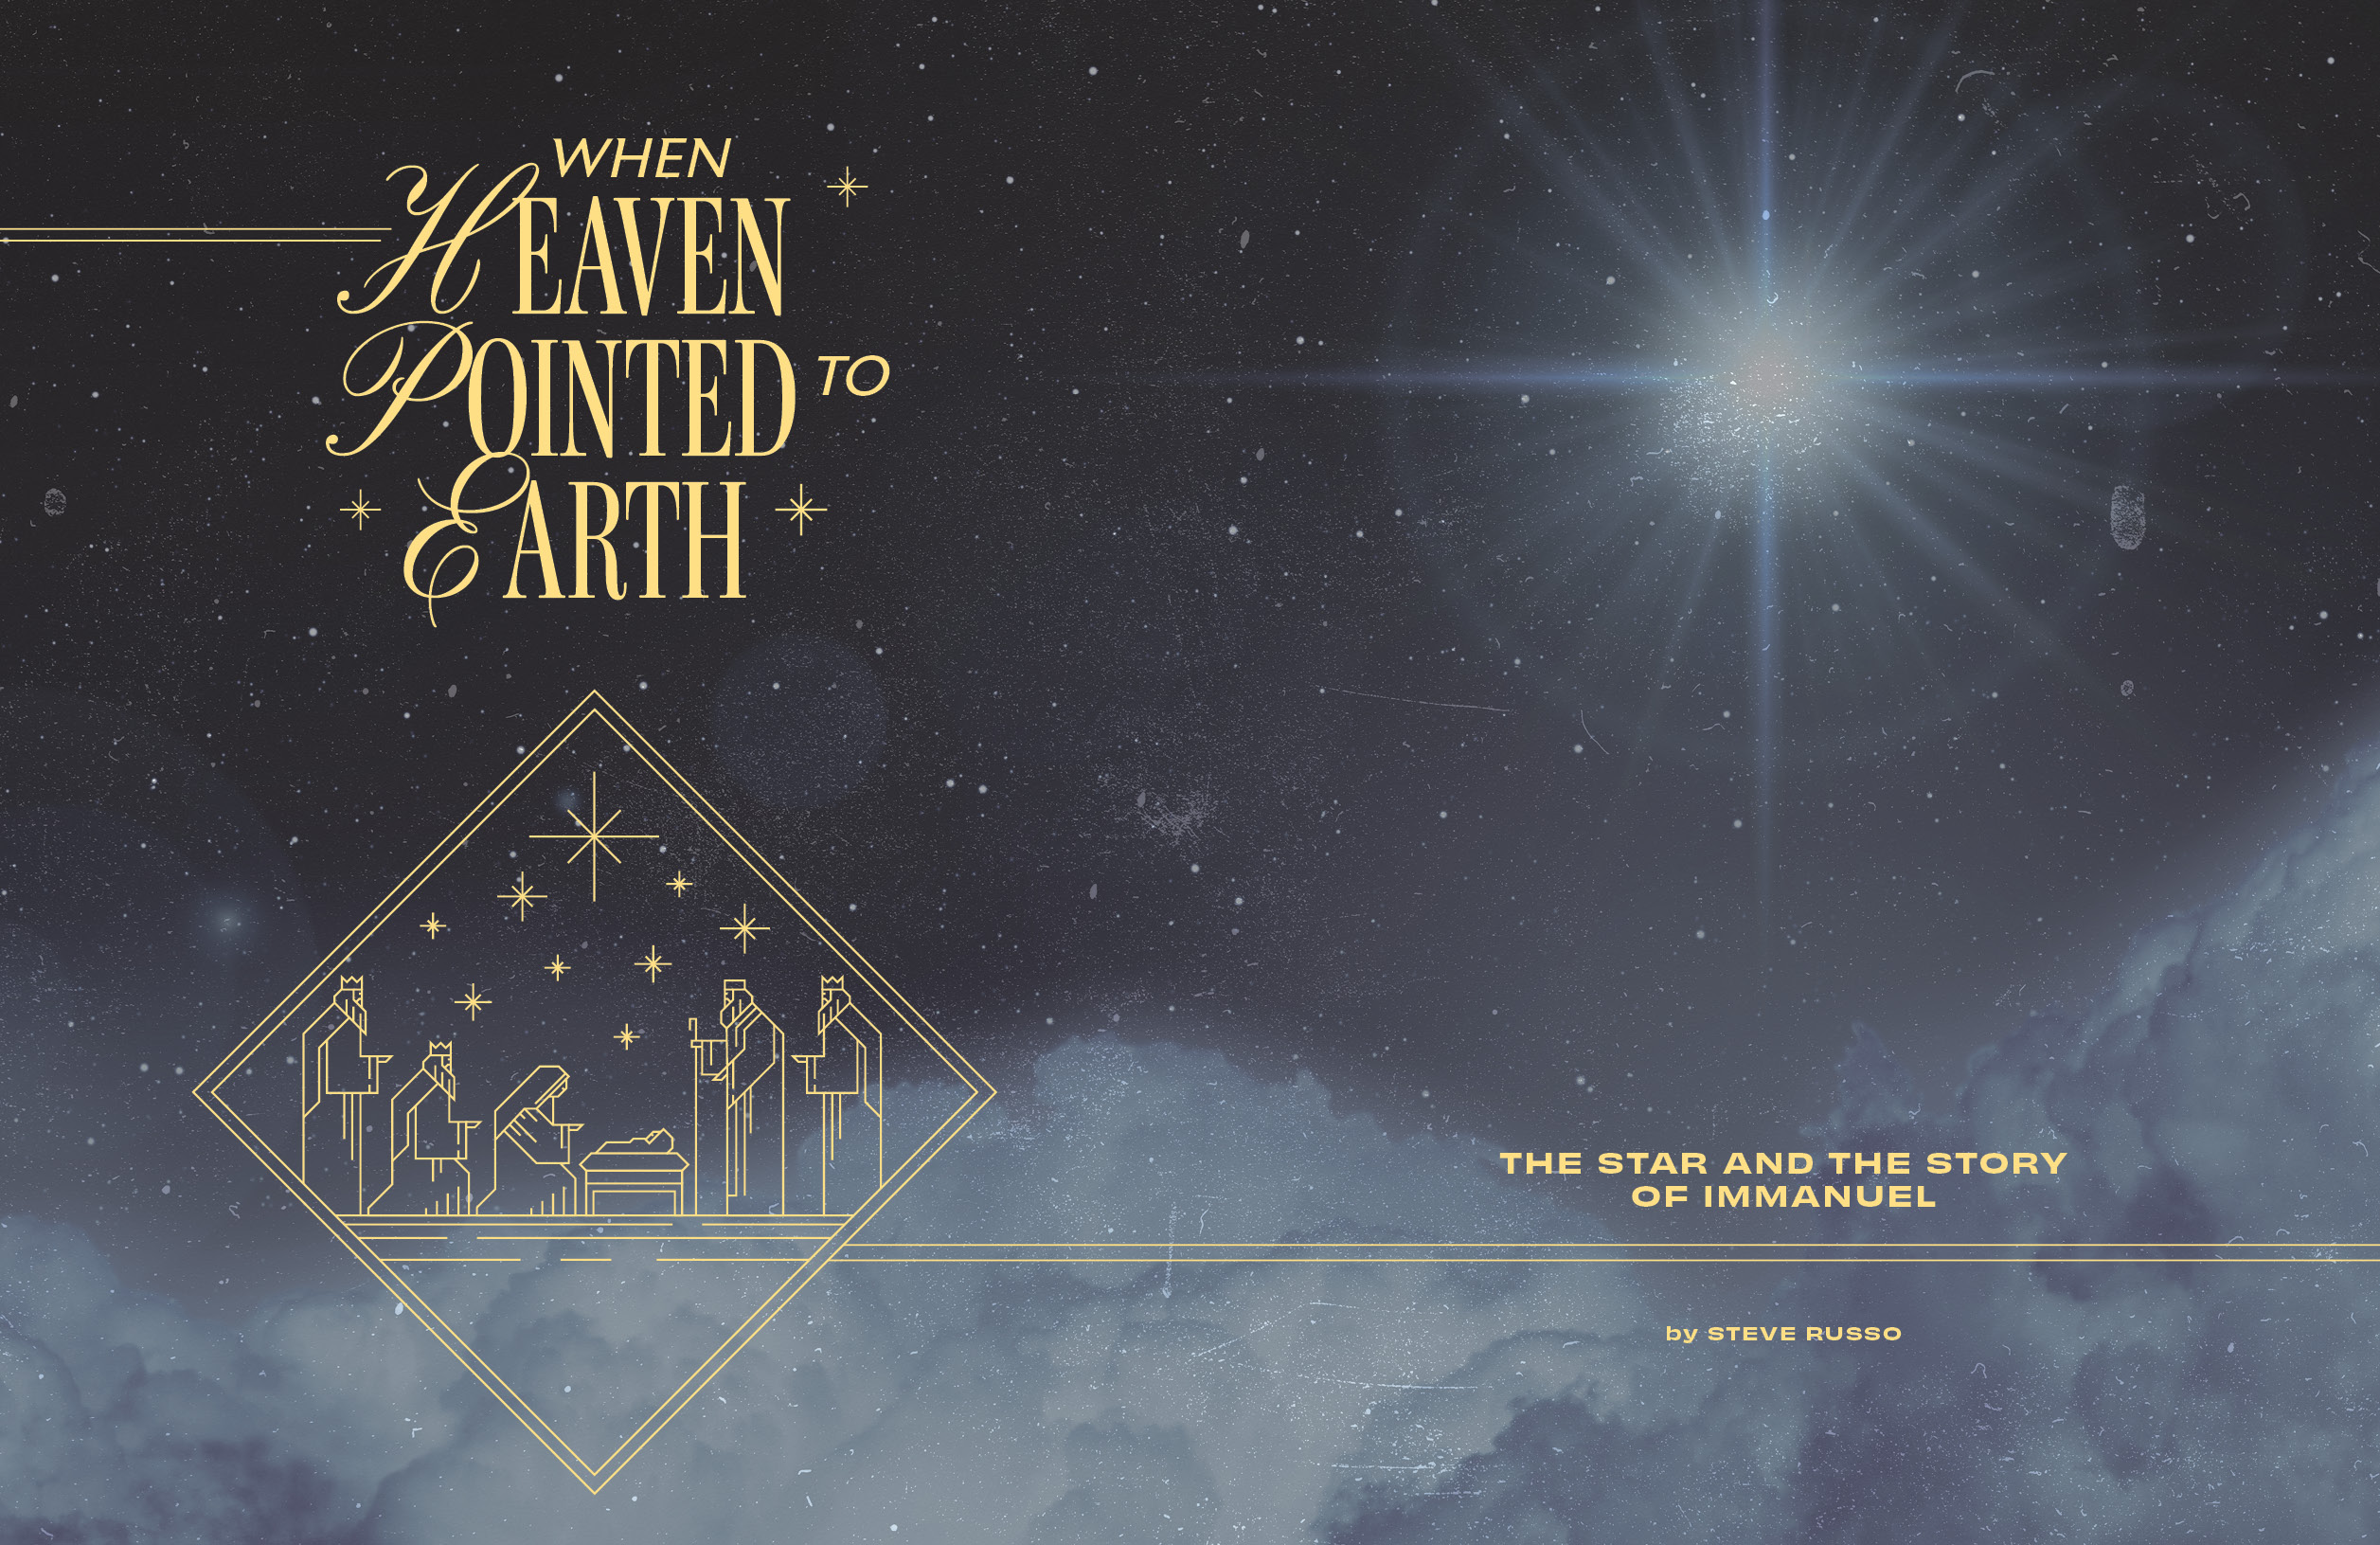 WHEN
HEAVEN
POINTED TO
EARTH
THE STAR AND THE STORY
OF IMMANUEL
by STEVE RUSSO